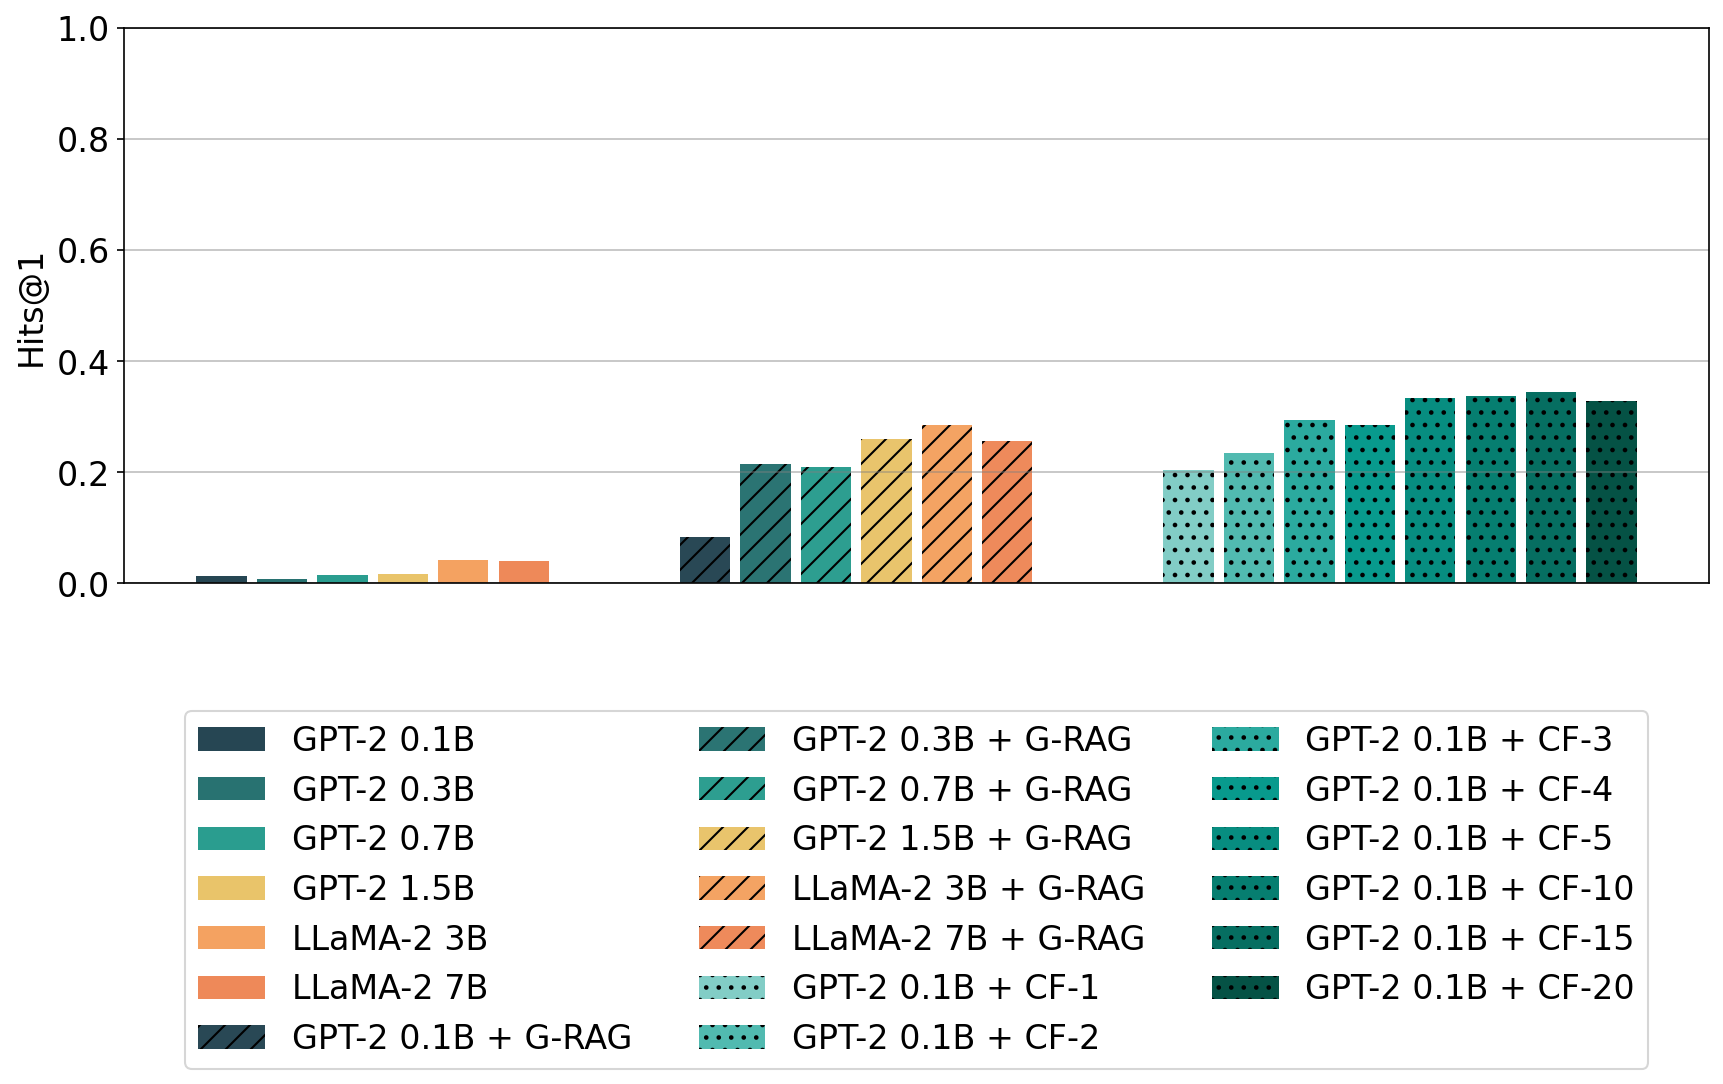 1.0
0.8
0.6
0.4
0.2
0.0
Hits@1
GPT-2 0.1B
GPT-2 0.3B
GPT-2 0.7B
GPT-2 1.5B
LLaMA-2 3B
LLaMA-2 7B
GPT-2 0.1B + G-RAG
GPT-2 0.3B + G-RAG
GPT-2 0.7B + G-RAG
GPT-2 1.5B + G-RAG
LLaMA-2 3B + G-RAG
LLaMA-2 7B + G-RAG
GPT-2 0.1B + CF-1
GPT-2 0.1B + CF-2
GPT-2 0.1B + CF-3
GPT-2 0.1B + CF-4
GPT-2 0.1B + CF-5
GPT-2 0.1B + CF-10
GPT-2 0.1B + CF-15
GPT-2 0.1B + CF-20